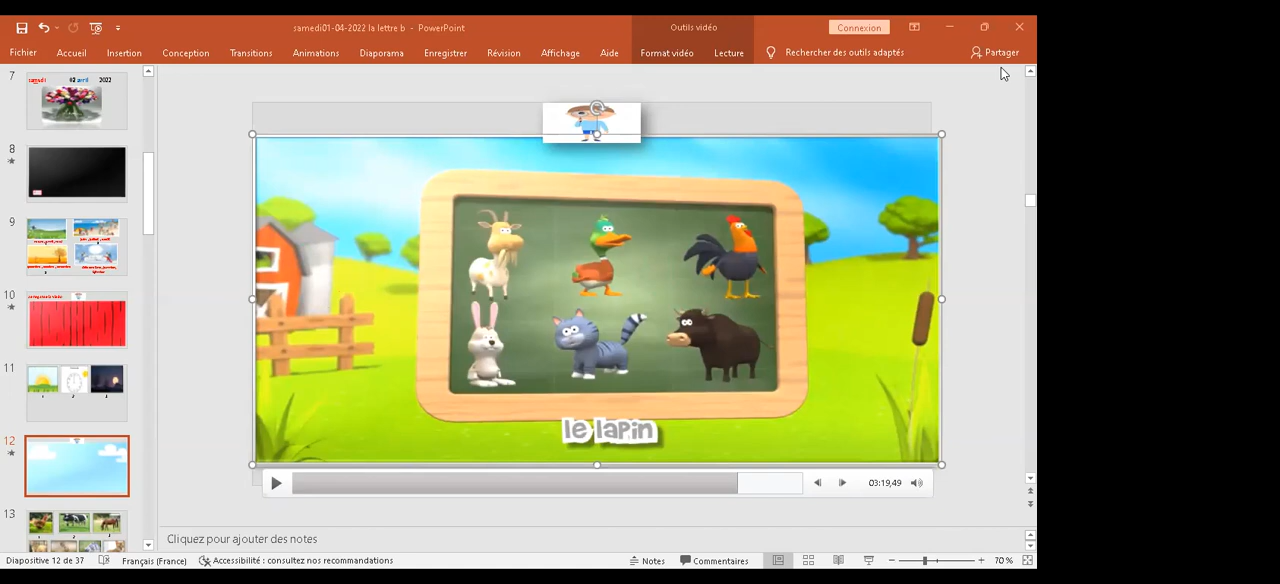 samedi01-04-2022 la lettre b - PowerPoint
Outils vidéo
Connexion
Fichier Accueil Insertion Conception Transitions Animations Diaporama Enregistrer Révision Affichage Aide Format vidéo Lecture Rechercher des outils adaptés Partager
7
samedi 2022
8
9
10
11
12
13
le lapin
03:19,49
Cliquez pour ajouter des notes
Diapositive 12 de 37 Français (France) Accessibilité : consultez nos recommandations Notes Commentaires 70 %